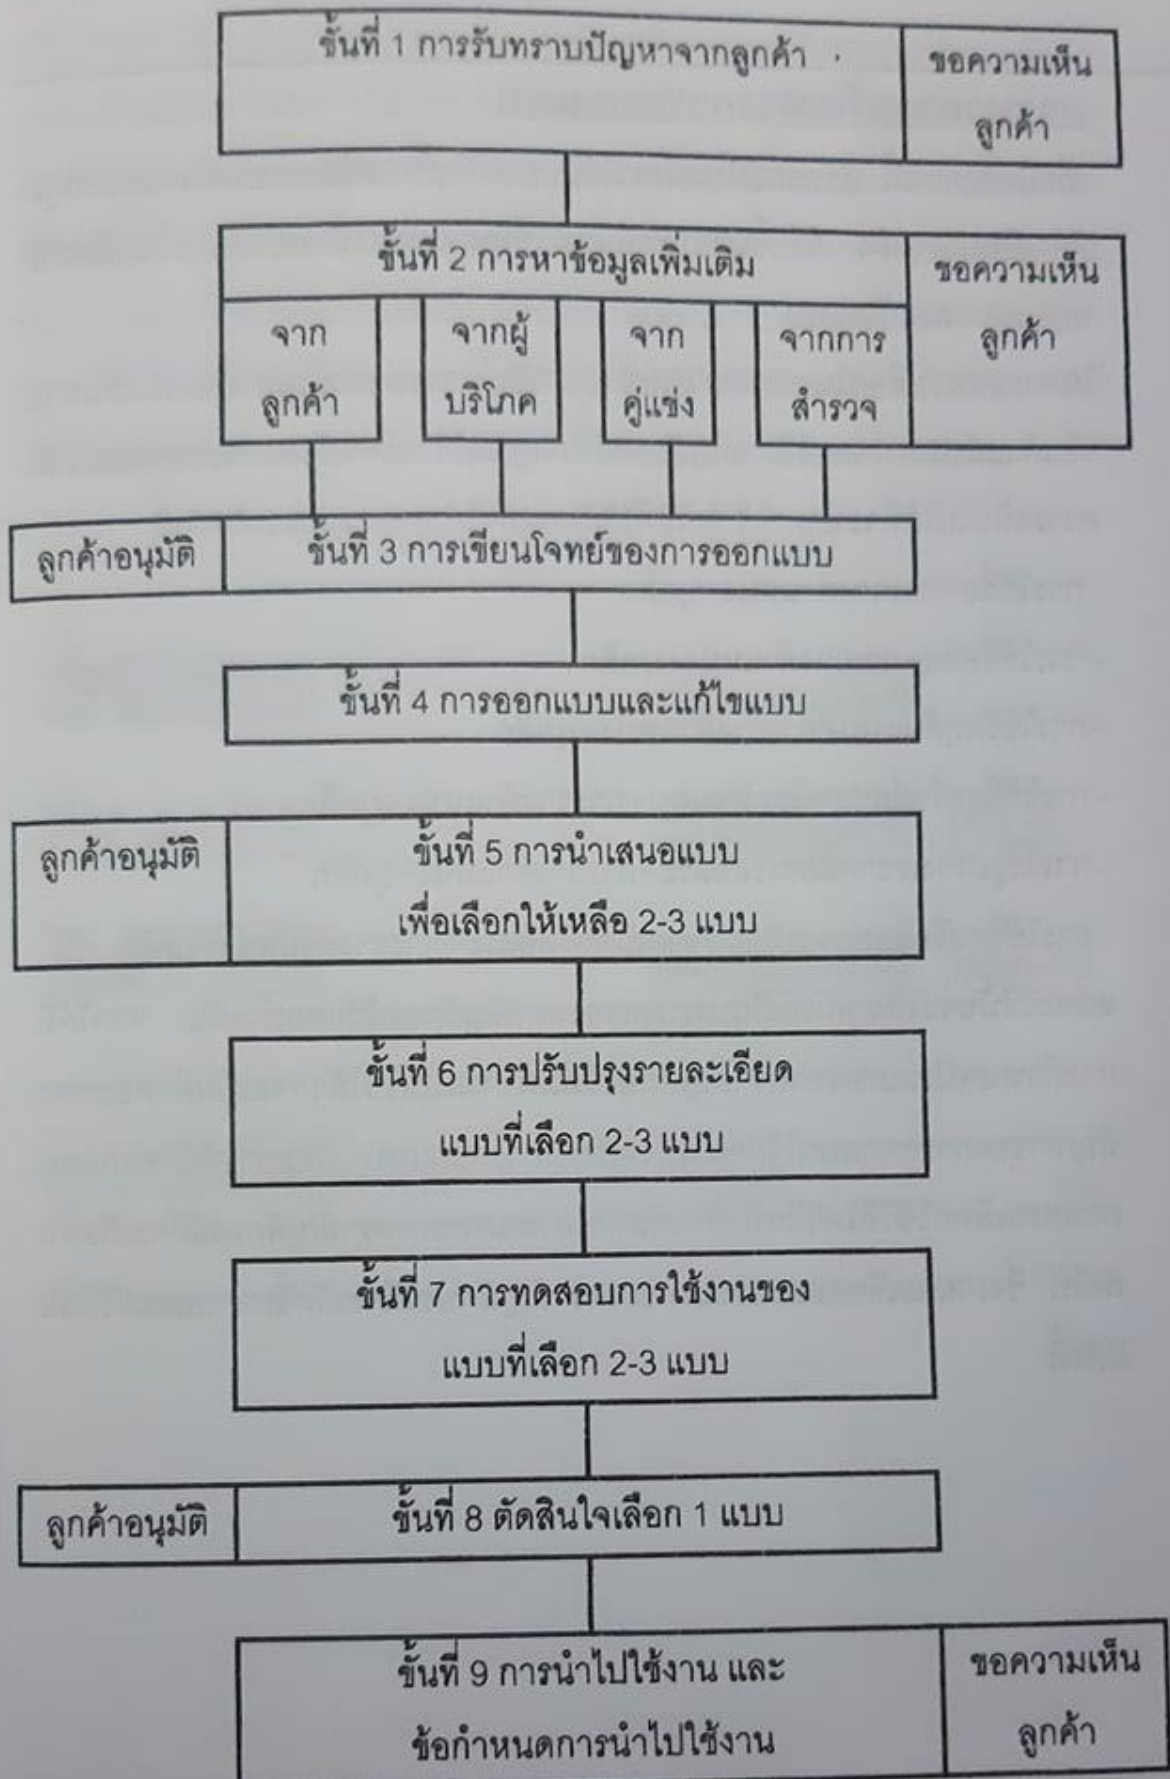 ขั้นที่ 1 การรับทราบปัญหาจากลูกค้า
ขอความเห็น
ลูกค้า
ขั้นที่ 2 การหาข้อมูลเพิ่มเติม
ขอความเห็น
ลูกค้า
จาก
ลูกค้า
จากผู้
บริโภค
จาก
คู่แข่ง
จากการ
สำรวจ
ลูกค้าอนุมัติ
ขั้นที่ 3 การเขียนโจทย์ของการออกแบบ
ขั้นที่ 4 การออกแบบและแก้ไขแบบ
ลูกค้าอนุมัติ
ขั้นที่ 5 การนำเสนอแบบ
เพื่อเลือกให้เหลือ 2-3 แบบ
ขั้นที่ 6 การปรับปรุงรายละเอียด
แบบที่เลือก 2-3 แบบ
ขั้นที่ 7 การทดสอบการใช้งานของ
แบบที่เลือก 2-3 แบบ
ลูกค้าอนุมัติ
ขั้นที่ 8 ตัดสินใจเลือก 1 แบบ
ขั้นที่ 9 การนำไปใช้งาน และ
ข้อกำหนดการนำไปใช้งาน
ขอความเห็น
ลูกค้า